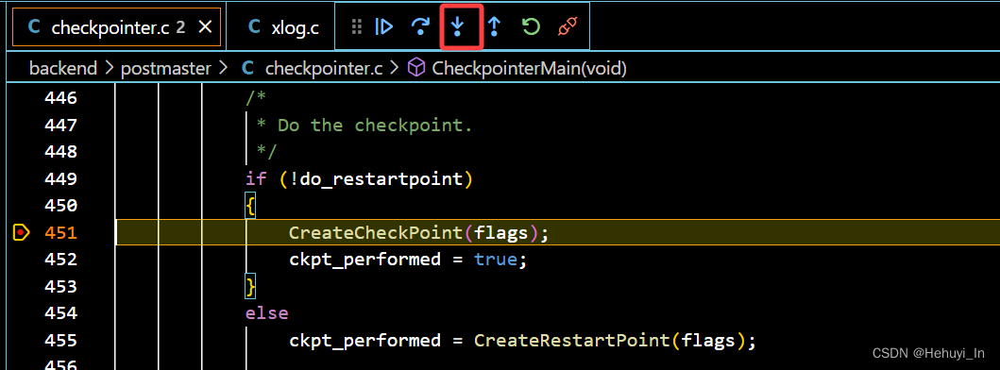 C checkpointer.c 2 × C xlog.c
backend > postmaster > C checkpointer.c > CheckpointerMain(void)
446 /*
447 * Do the checkpoint.
448 */
449 if (!do_restartpoint)
450 {
451 CreateCheckPoint(flags);
452 ckpt_performed = true;
453 }
454 else
455 ckpt_performed = CreateRestartPoint(flags);
456
CSDN @Hehuyi_In